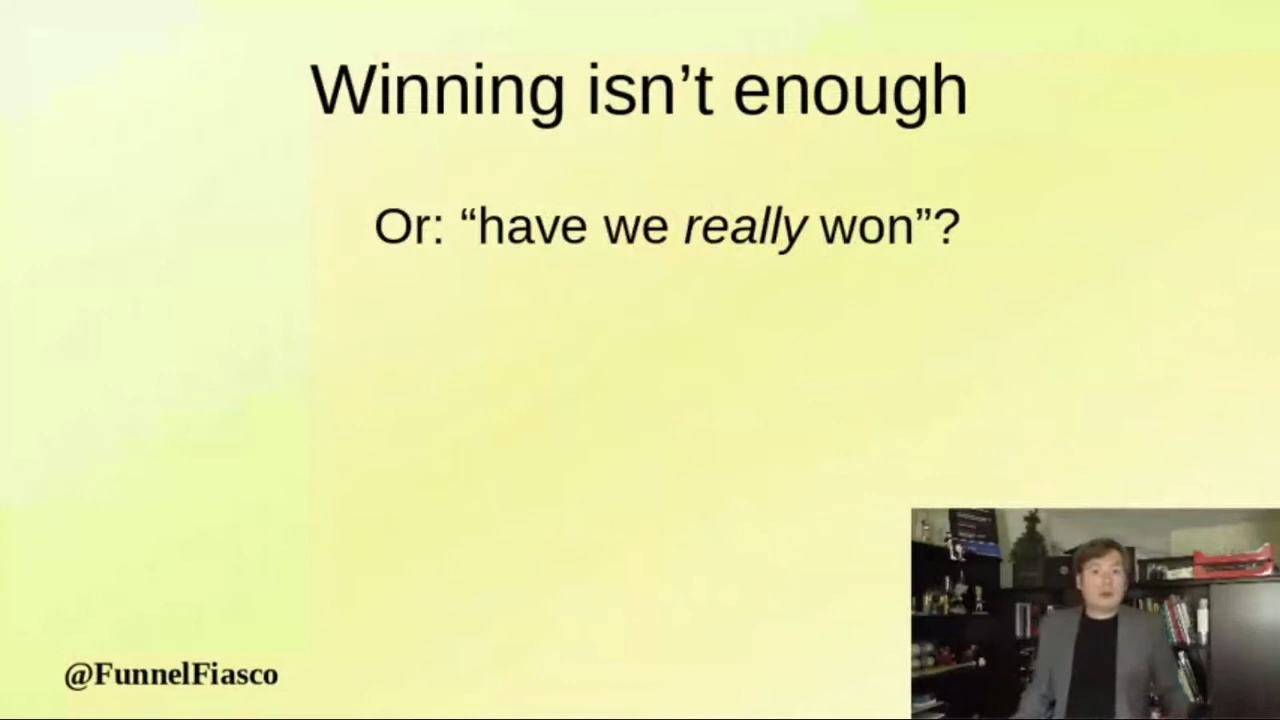 Winning isn’t enough
Or: “have we really won”?
@FunnelFiasco